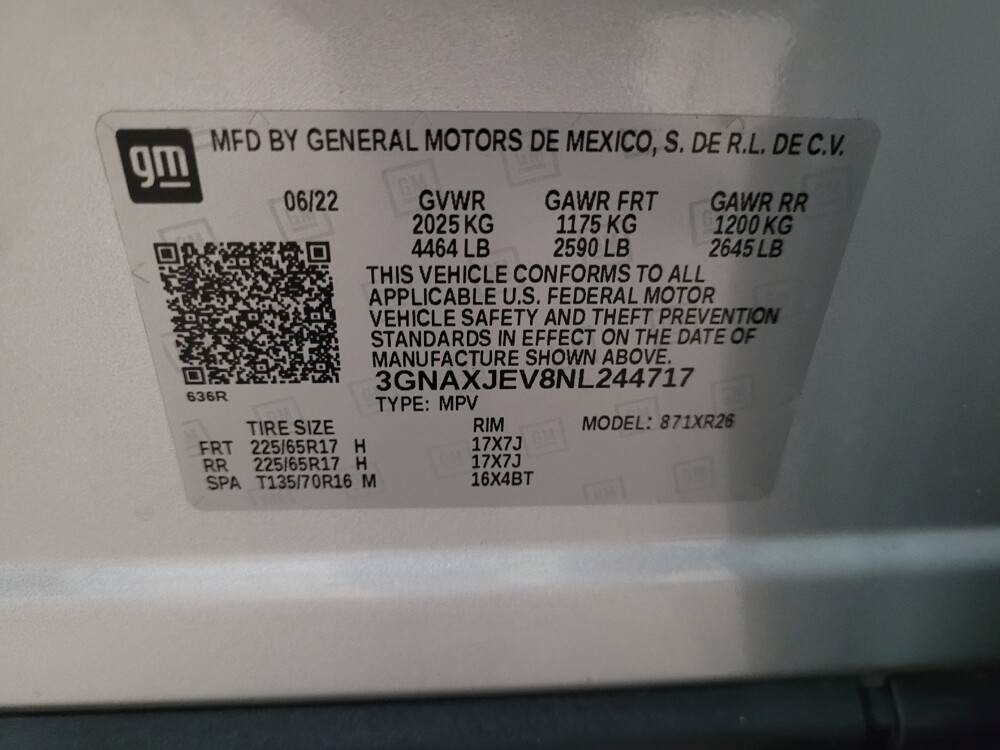 gm MFD BY GENERAL MOTORS DE MEXICO, S. DE R.L. DE C.V.
06/22 GVWR GAWR FRT GAWR RR
2025 KG 1175 KG 1200 KG
4464 LB 2590 LB 2645 LB
THIS VEHICLE CONFORMS TO ALL
APPLICABLE U.S. FEDERAL MOTOR
VEHICLE SAFETY AND THEFT PREVENTION
STANDARDS IN EFFECT ON THE DATE OF
MANUFACTURE SHOWN ABOVE.
3GNAXJEV8NL244717
636R
TYPE: MPV
TIRE SIZE RIM MODEL: 871XR26
FRT 225/65R17 H 17X7J
RR 225/65R17 H 17X7J
SPA T135/70R16 M 16X4BT